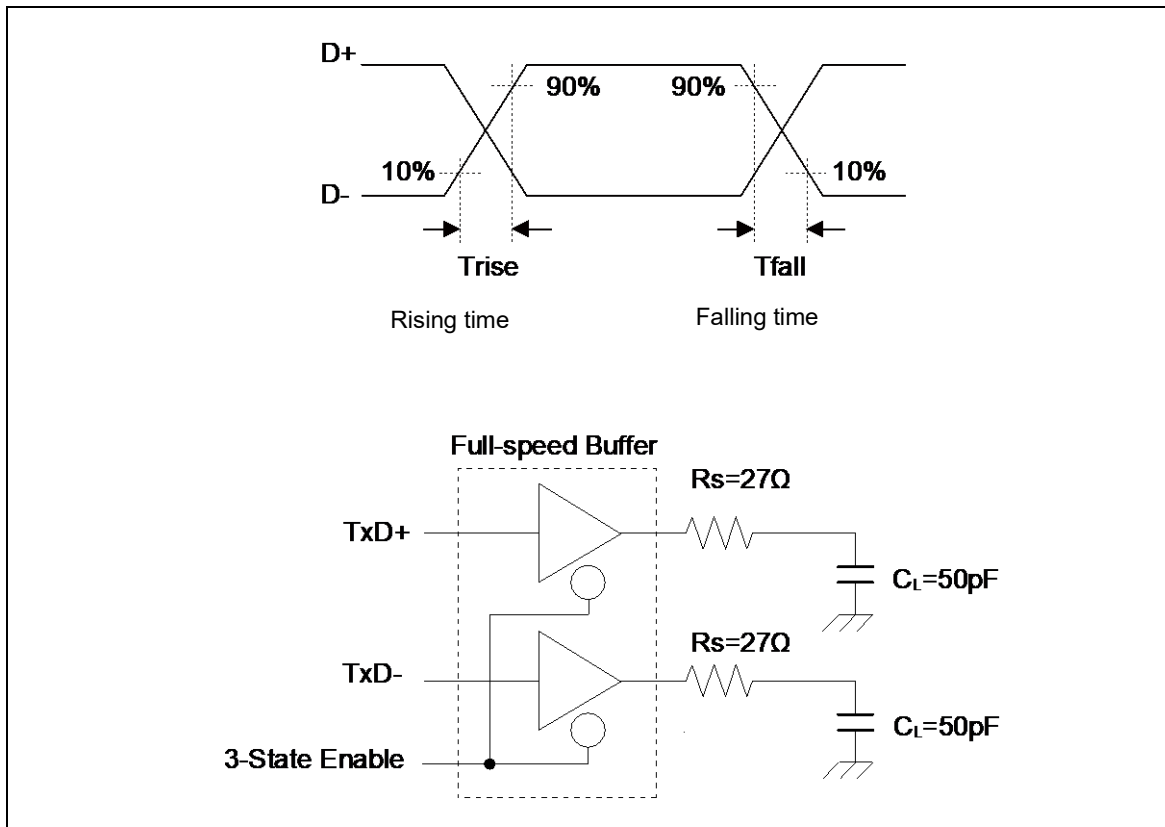 D+
90%
90%
10%
10%
D-
Trise
Tfall
Rising time
Falling time
Full-speed Buffer
Rs=27Ω
TxD+
CL=50pF
Rs=27Ω
TxD-
CL=50pF
3-State Enable